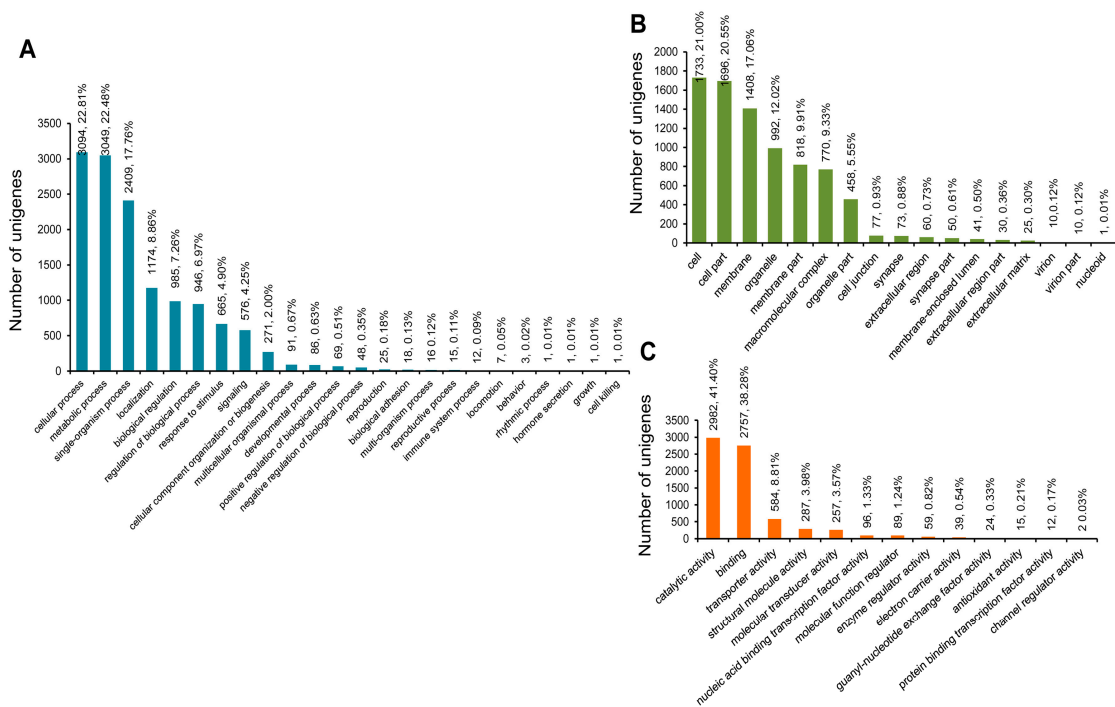 A
Number of unigenes
3500
3000
2500
2000
1500
1000
500
0
3094, 22.81%
3049, 22.48%
2409, 17.76%
1174, 8.86%
985, 7.26%
946, 6.97%
665, 4.90%
576, 4.25%
271, 2.00%
91, 0.67%
86, 0.63%
69, 0.51%
48, 0.35%
25, 0.18%
18, 0.13%
16 0.12%
15, 0.11%
12, 0.09%
7, 0.05%
3, 0.02%
1, 0.01%
1, 0.01%
1, 0.01%
1, 0.01%
cellular process
metabolic process
single-organism process
localization
biological regulation
regulation of biological process
response to stimulus
signaling
cellular component organization or biogenesis
multicellular organismal process
developmental process
positive regulation of biological process
negative regulation of biological process
reproduction
biological adhesion
multi-organism process
reproductive process
immune system process
locomotion
behavior
rhythmic process
hormone secretion
growth
cell killing
B
Number of unigenes
2000
1800
1600
1400
1200
1000
800
600
400
200
0
1733, 21.00%
1696, 20.55%
1408, 17.06%
992, 12.02%
818, 9.91%
770, 9.33%
458, 5.55%
77, 0.93%
73, 0.88%
60, 0.73%
50, 0.61%
41, 0.50%
30, 0.36%
25, 0.30%
10,0.12%
10, 0.12%
1, 0.01%
cell
cell part
membrane
organelle
membrane part
macromolecular complex
organelle part
cell junction
synapse
extracellular region
synapse part
membrane-enclosed lumen
extracellular region part
extracellular matrix
virion
virion part
nucleoid
C
Number of unigenes
3500
3000
2500
2000
1500
1000
500
0
2982, 41.40%
2757, 38.28%
584, 8.81%
287, 3.98%
257, 3.57%
96, 1.33%
89, 1.24%
59, 0.82%
39, 0.54%
24, 0.33%
15, 0.21%
12, 0.17%
2 0.03%
catalytic activity
binding
transporter activity
structural molecule activity
molecular transducer activity
nucleic acid binding transcription factor activity
molecular function regulator
enzyme regulator activity
electron carrier activity
guanyl-nucleotide exchange factor activity
antioxidant activity
protein binding transcription factor activity
channel regulator activity